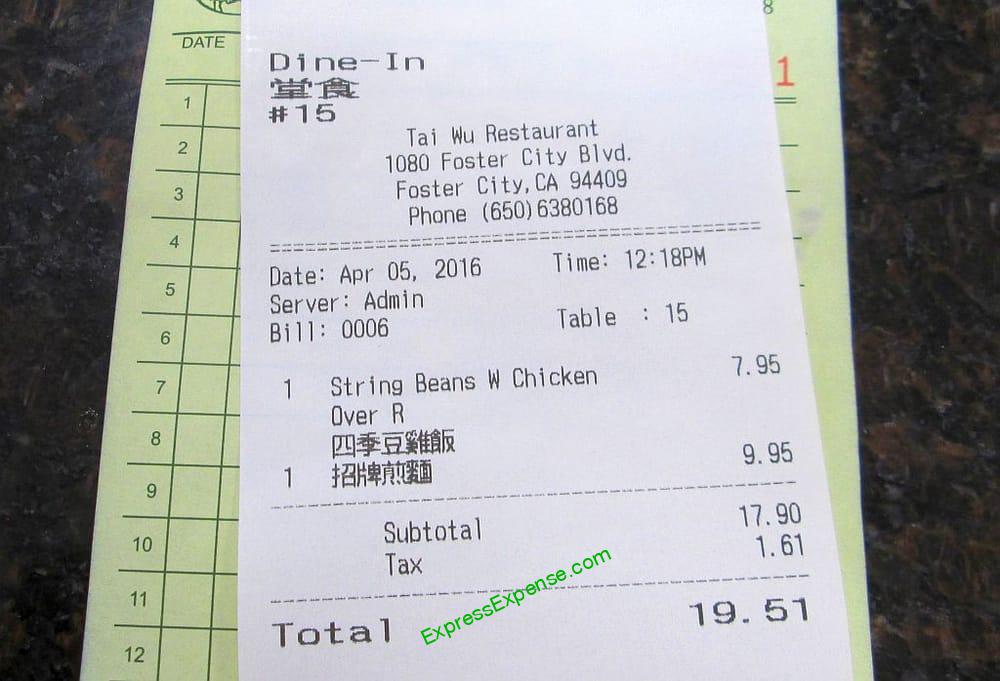 DATE
1
2
3
4
5
6
7
8
9
10
11
12
8
1
Dine-In
堂食
#15
Tai Wu Restaurant
1080 Foster City Blvd.
Foster City,CA 94409
Phone (650)6380168
Date: Apr 05, 2016 Time: 12:18PM
Server: Admin
Bill: 0006 Table : 15
1 String Beans W Chicken 7.95
Over R
四季豆雞飯
1 招牌煎麵 9.95
Subtotal 17.90
Tax 1.61
Total 19.51
ExpressExpense.com